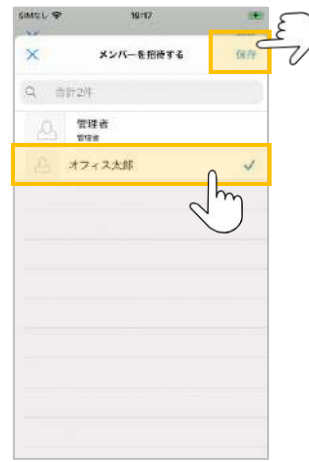 SIMなし 18:17
メンバーを招待する 保存
合計2件
管理者
管理者
オフィス太郎